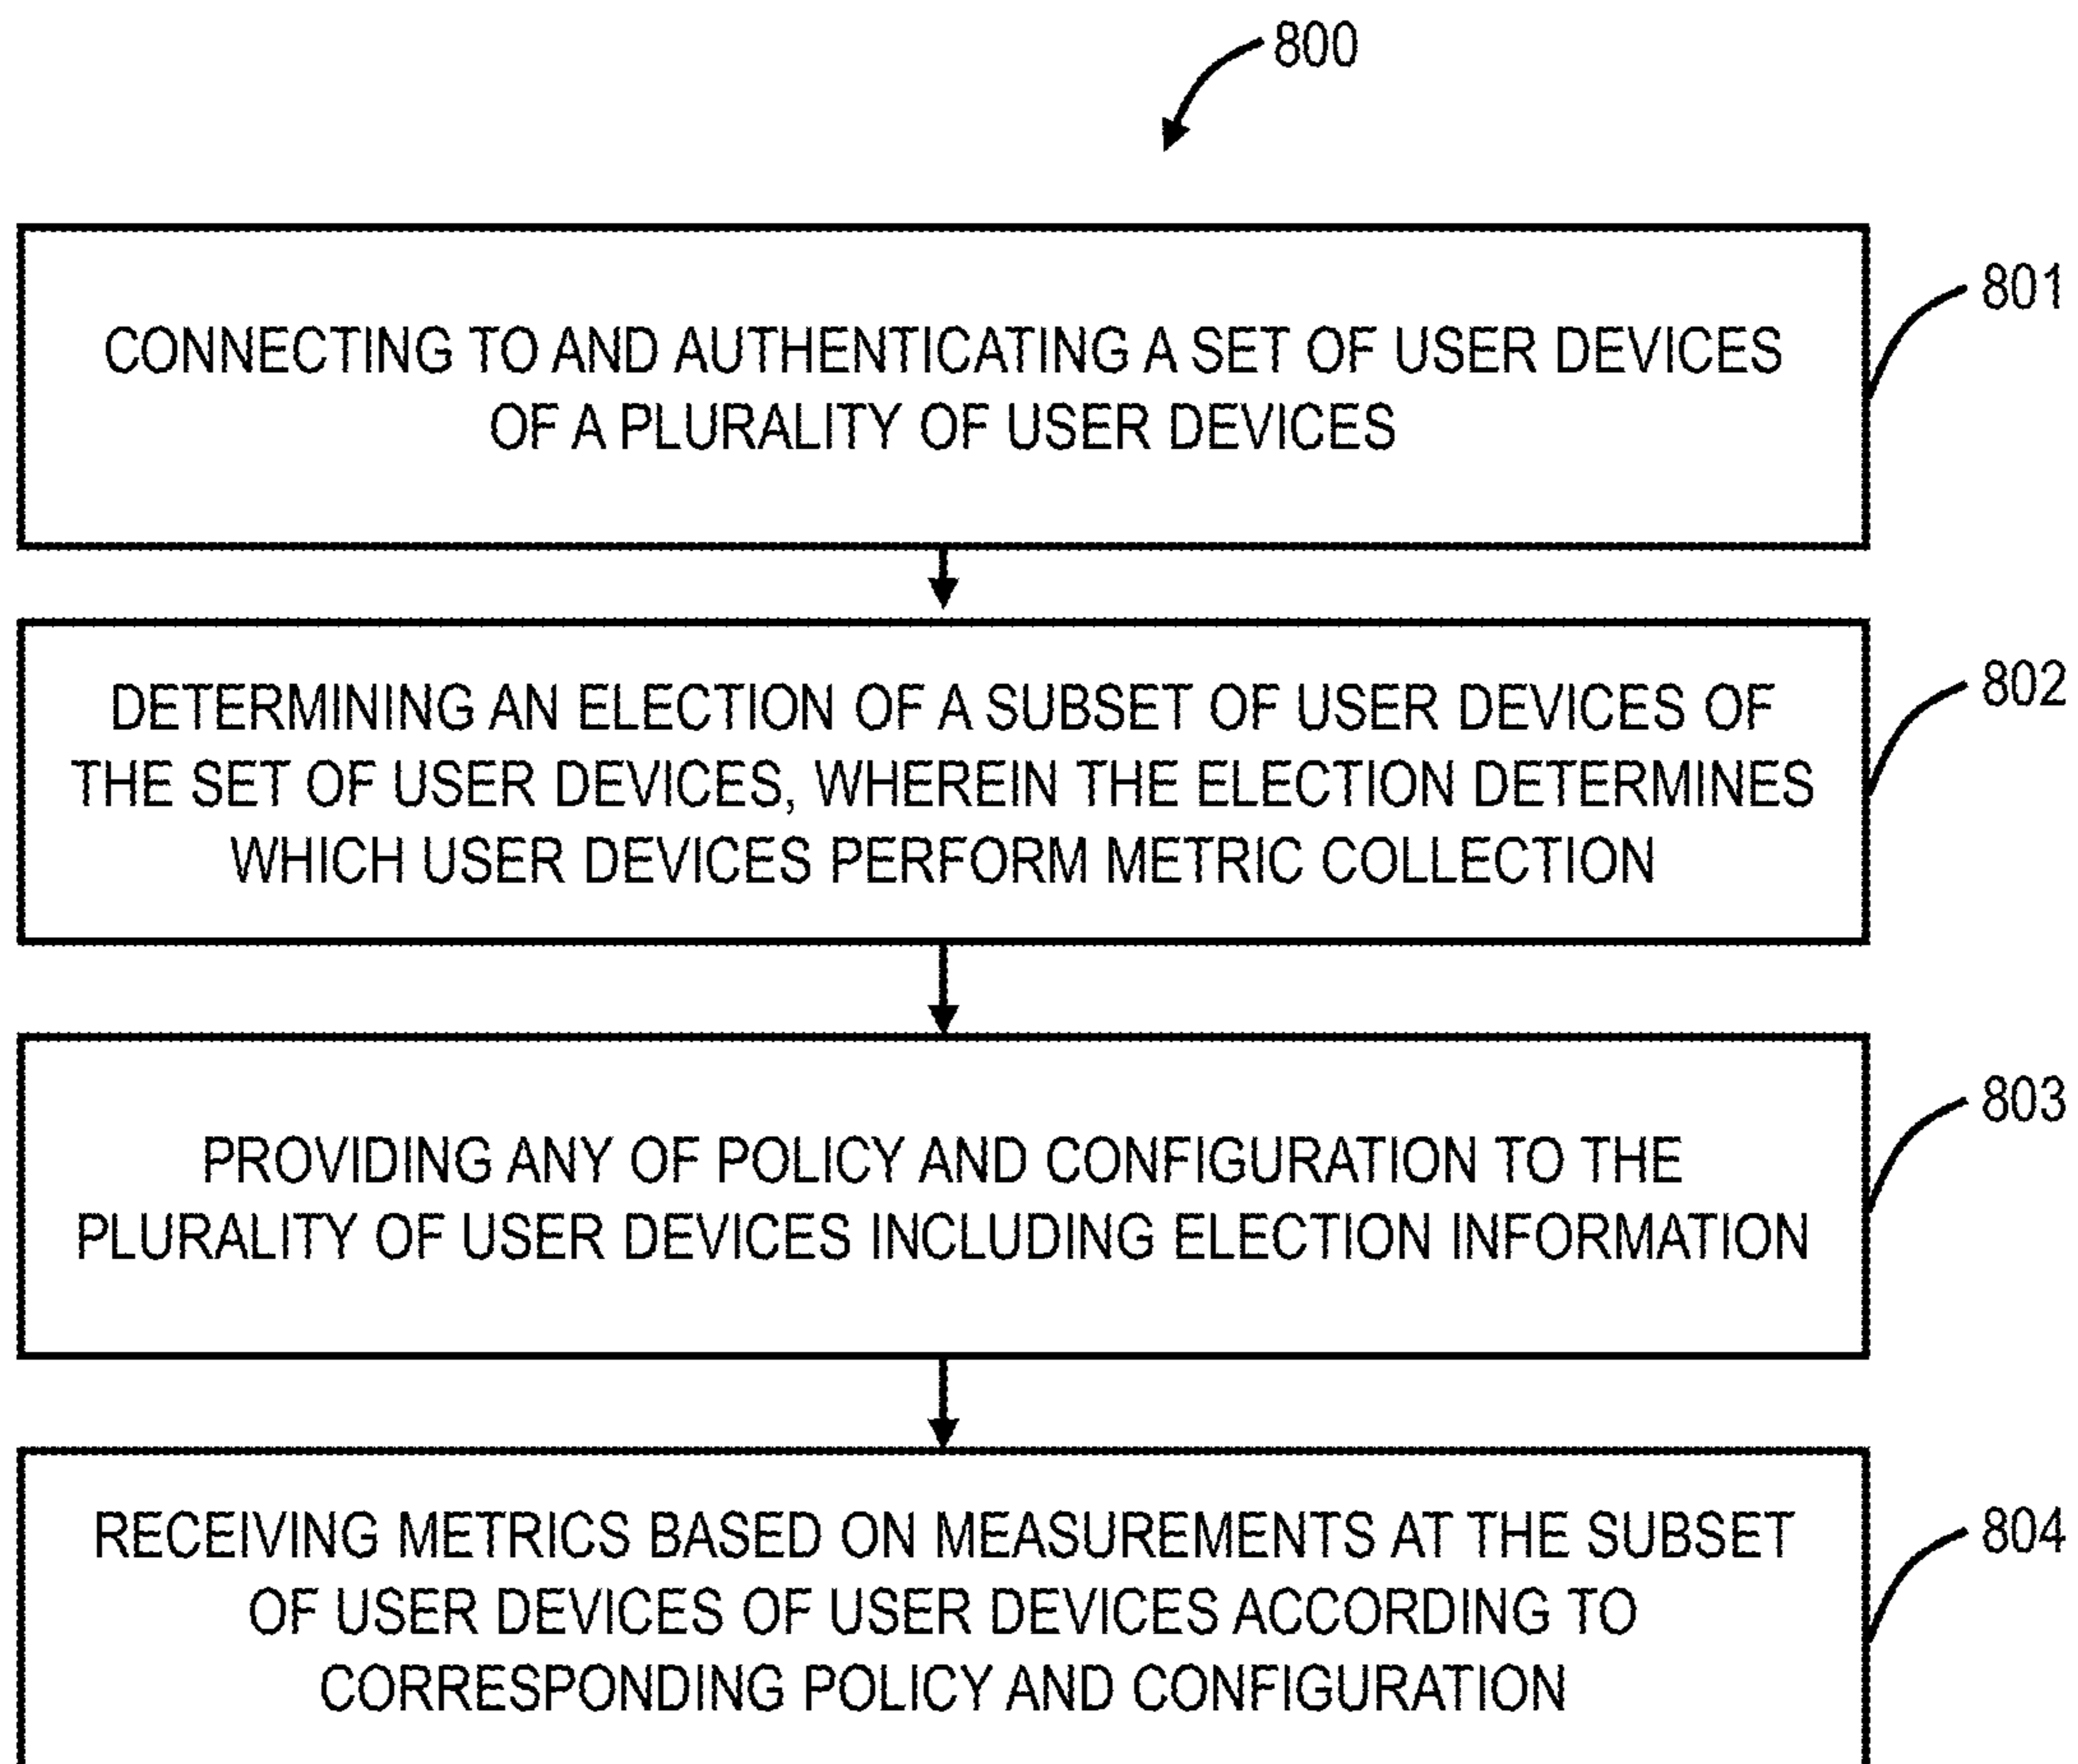 800
CONNECTING TO AND AUTHENTICATING A SET OF USER DEVICES
OF A PLURALITY OF USER DEVICES
801
DETERMINING AN ELECTION OF A SUBSET OF USER DEVICES OF
THE SET OF USER DEVICES, WHEREIN THE ELECTION DETERMINES
WHICH USER DEVICES PERFORM METRIC COLLECTION
802
PROVIDING ANY OF POLICY AND CONFIGURATION TO THE
PLURALITY OF USER DEVICES INCLUDING ELECTION INFORMATION
803
RECEIVING METRICS BASED ON MEASUREMENTS AT THE SUBSET
OF USER DEVICES OF USER DEVICES ACCORDING TO
CORRESPONDING POLICY AND CONFIGURATION
804